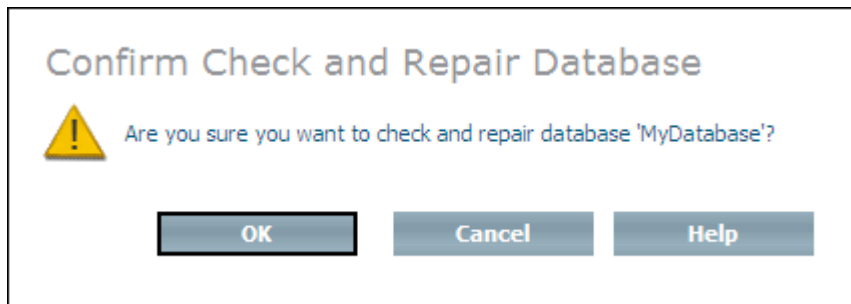 Confirm Check and Repair Database
Are you sure you want to check and repair database 'MyDatabase'?
OK Cancel Help